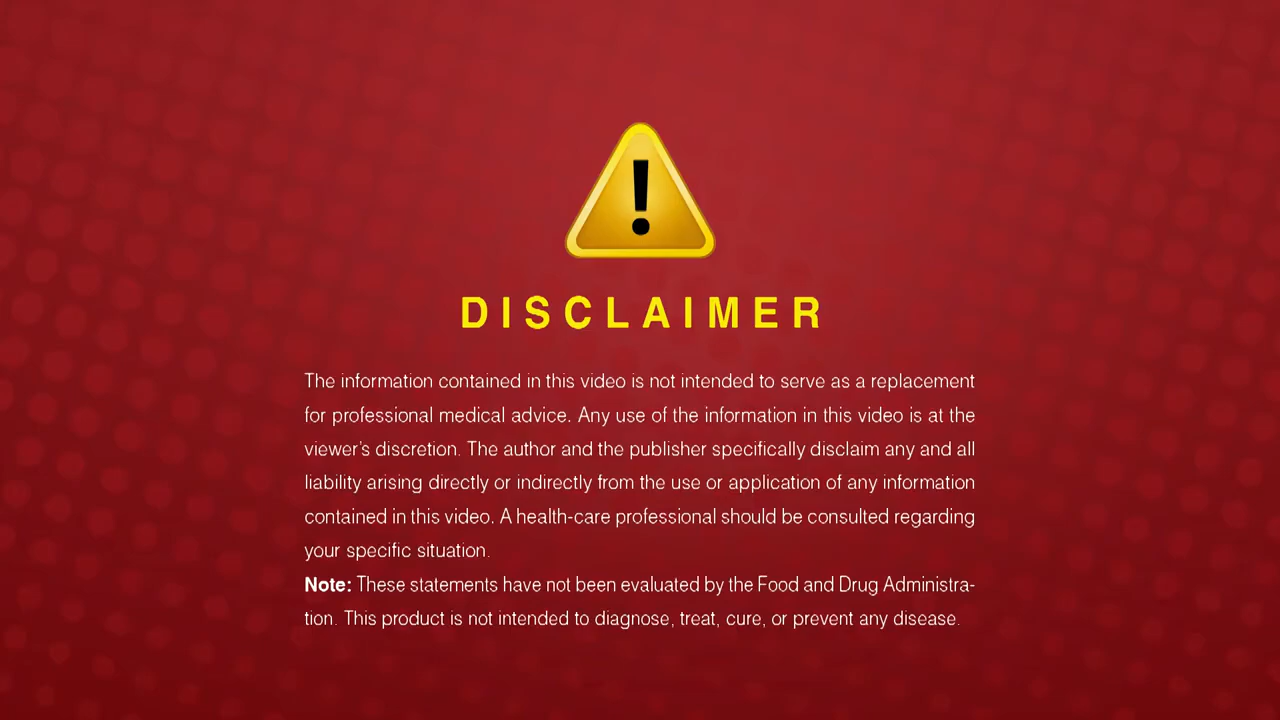 DISCLAIMER
The information contained in this video is not intended to serve as a replacement
for professional medical advice. Any use of the information in this video is at the
viewer's discretion. The author and the publisher specifically disclaim any and all
liability arising directly or indirectly from the use or application of any information
contained in this video. A health-care professional should be consulted regarding
your specific situation.
Note: These statements have not been evaluated by the Food and Drug Administra-
tion. This product is not intended to diagnose, treat, cure, or prevent any disease.